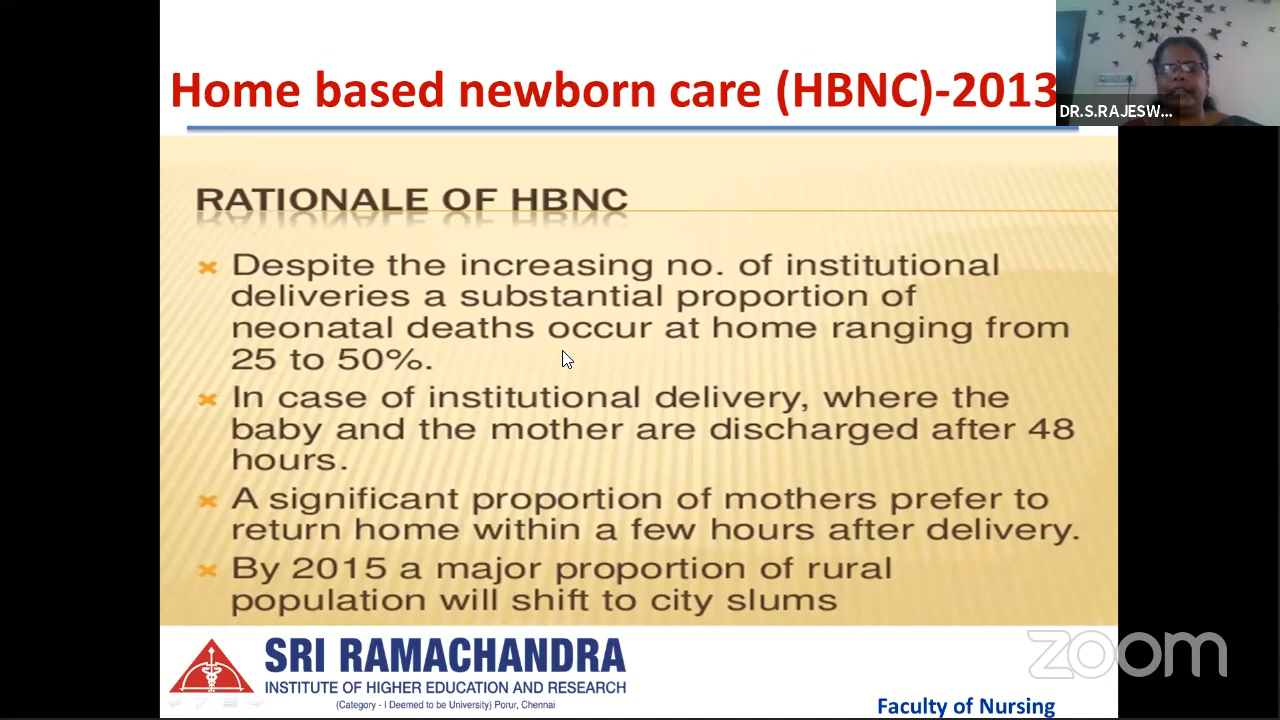 Home based newborn care (HBNC)-2013
DR.S.RAJESW...
RATIONALE OF HBNC
Despite the increasing no. of institutional
deliveries a substantial proportion of
neonatal deaths occur at home ranging from
25 to 50%.
In case of institutional delivery, where the
baby and the mother are discharged after 48
hours.
A significant proportion of mothers prefer to
return home within a few hours after delivery.
By 2015 a major proportion of rural
population will shift to city slums
SRI RAMACHANDRA
INSTITUTE OF HIGHER EDUCATION AND RESEARCH
(Category - I Deemed to be University) Porur, Chennai
zoom
Faculty of Nursing